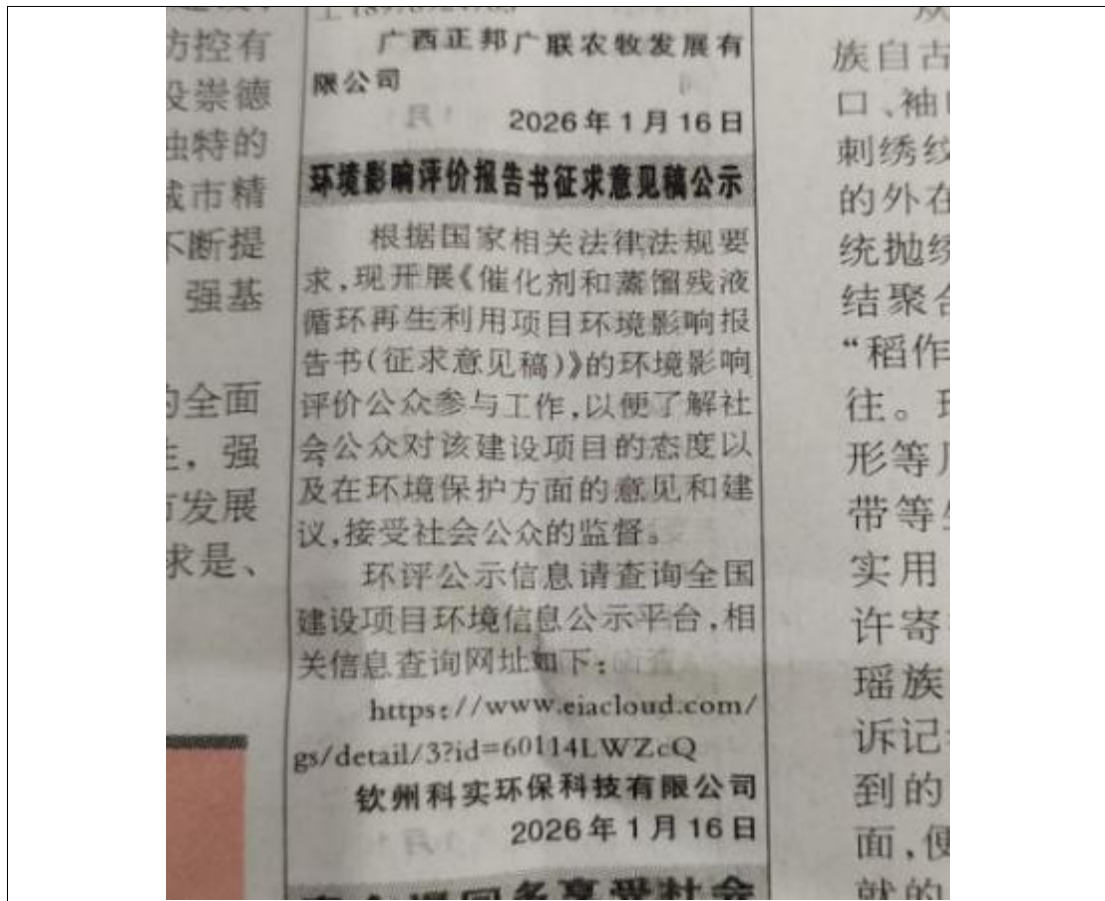 防控有
设崇德
独特的
城市精
不断提
强基
的全面
强
市发展
求是、
广西正邦广联农牧发展有
限公司
2026年1月16日
环境影响评价报告书征求意见稿公示
根据国家相关法律法规要
求,现开展《催化剂和蒸馏残液
循环再生利用项目环境影响报
告书(征求意见稿)》的环境影响
评价公众参与工作,以便了解社
会公众对该建设项目的态度以
及在环境保护方面的意见和建
议,接受社会公众的监督。
环评公示信息请查询全国
建设项目环境信息公示平台,相
关信息查询网址如下:
https://www.eiacloud.com/
gs/detail/3?id=60114LWZcQ
钦州科实环保科技有限公司
2026年1月16日
族自古
口、袖
刺绣纹
的外在
统抛绣
结聚合
“稻作
往。
形等
带等
实用
许寄
瑶族
诉记
到的
面,便
就的